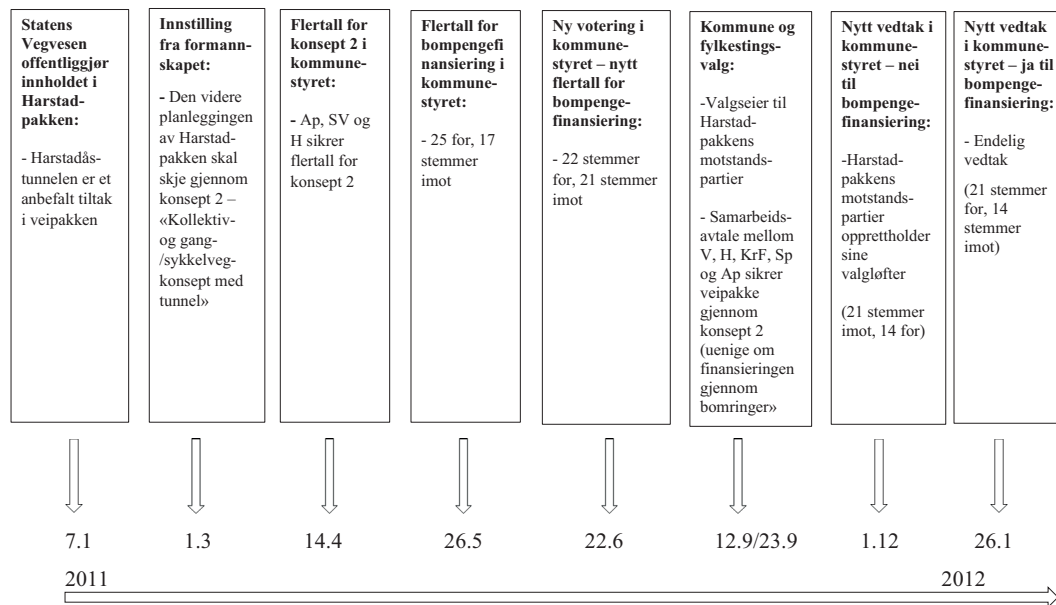 Statens
Vegvesen
offentliggjør
innholdet i
Harstad-
pakken:
- Harstadås-
tunnelen er et
anbefalt tiltak
i veipakken
Innstilling
fra formann-
skapet:
- Den videre
planleggingen
av Harstad-
pakken skal
skje gjennom
konsept 2 –
«Kollektiv-
og gang-
/sykkelveg-
konsept med
tunnel»
Flertall for
konsept 2 i
kommune-
styret:
- Ap, SV og
H sikrer
flertall for
konsept 2
Flertall for
bompengefi
nansiering i
kommune-
styret:
- 25 for, 17
stemmer
imot
Ny votering i
kommune-
styret – nytt
flertall for
bompenge-
finansiering:
- 22 stemmer
for, 21 stemmer
imot
Kommune og
fylkestings-
valg:
-Valgseier til
Harstad-
pakkens
motstands-
partier
- Samarbeids-
avtale mellom
V, H, KrF, Sp
og Ap sikrer
veipakke
gjennom
konsept 2
(uenige om
finansieringen
gjennom
bomringer»
Nytt vedtak i
kommune-
styret – nei
til
bompenge-
finansiering:
-Harstad-
pakkens
motstands-
partier
opprettholder
sine
valgløfter
(21 stemmer
imot, 14 for)
Nytt vedtak
i kommune-
styret – ja til
bompenge-
finansiering:
- Endelig
vedtak
(21 stemmer
for, 14
stemmer
imot)
7.1
1.3
14.4
26.5
22.6
12.9/23.9
1.12
26.1
2011
2012